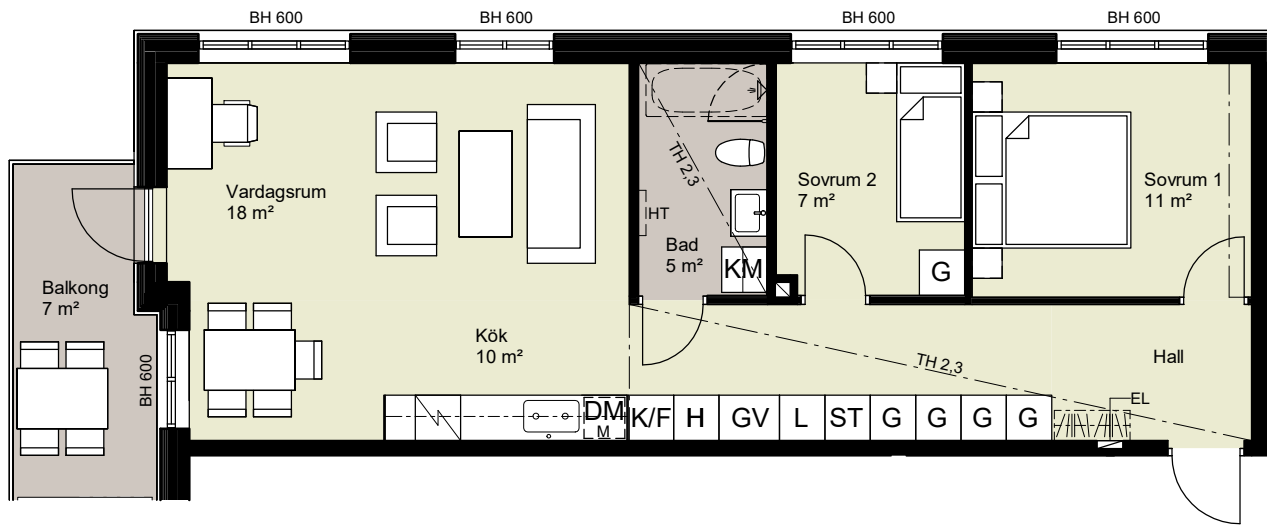 BH 600
BH 600
BH 600
BH 600
Vardagsrum
18 m²
TH 2,3
HT
Bad
5 m²
KM
Sovrum 2
7 m²
G
Sovrum 1
11 m²
Balkong
7 m²
BH 600
Kök
10 m²
TH 2,3
Hall
EL
DM
M
K/F
H
GV
L
ST
G
G
G
G